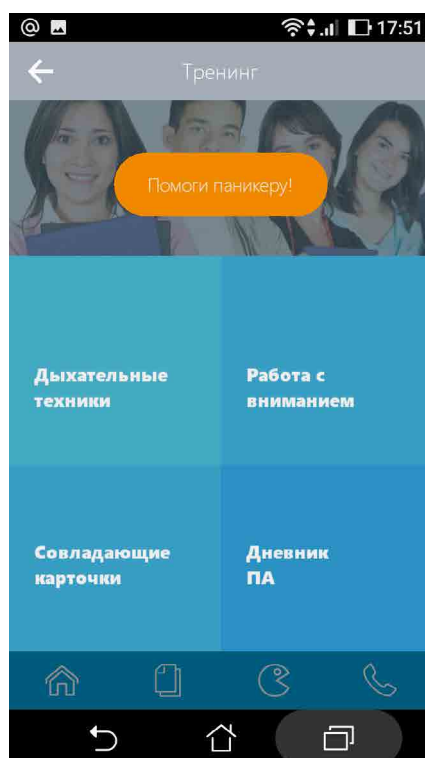 17:51
Тренинг
Помоги паникеру!
Дыхательные
техники
Работа с
вниманием
Совладающие
карточки
Дневник
ПА